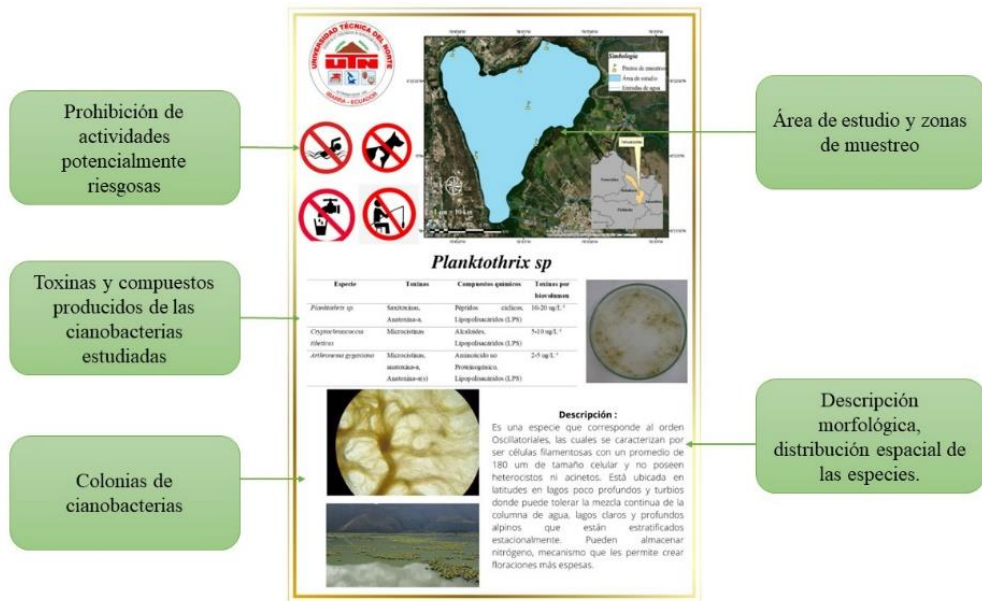 Prohibición de
actividades
potencialmente
riesgosas
Toxinas y compuestos
producidos de las
cianobacterias
estudiadas
Colonias de
cianobacterias
UNIVERSIDAD TÉCNICA DEL NORTE
UTN
IBARRA - ECUADOR
Simbología
Puntos de muestreo
Área de estudio
Entradas de agua
Área de estudio y zonas
de muestreo
Planktothrix sp
Especie Toxinas Compuestos químicos Toxinas por
biovolumen
Planktothrix sp. Saxitoxinas, Péptidos cíclicos, 10-20 ug/L⁻¹
Anatoxina-a, Lipopolisacáridos (LPS)
Microcistinas Alcaloides, 5-10 ug/L⁻¹
Lipopolisacáridos (LPS)
Microcistinas, Aminoácido no 2-5 ug/L⁻¹
anatoxina-a, Proteinogénico,
Anatoxina-a(s) Lipopolisacáridos (LPS)
Descripción :
Es una especie que corresponde al orden
Oscillatoriales, las cuales se caracterizan por
ser células filamentosas con un promedio de
180 um de tamaño celular y no poseen
heterocistos ni acinetos. Está ubicada en
latitudes en lagos poco profundos y turbios
donde puede tolerar la mezcla continua de la
columna de agua, lagos claros y profundos
alpinos que están estratificados
estacionalmente. Pueden almacenar
nitrógeno, mecanismo que les permite crear
floraciones más espesas.
Descripción
morfológica,
distribución espacial de
las especies.